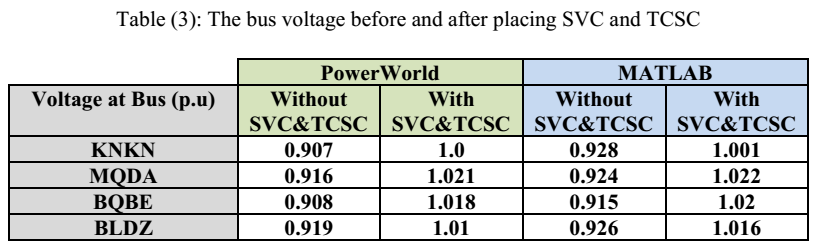 Table (3): The bus voltage before and after placing SVC and TCSC
PowerWorld MATLAB
Voltage at Bus (p.u) Without SVC&TCSC With SVC&TCSC Without SVC&TCSC With SVC&TCSC
KNKN 0.907 1.0 0.928 1.001
MQDA 0.916 1.021 0.924 1.022
BQBE 0.908 1.018 0.915 1.02
BLDZ 0.919 1.01 0.926 1.016